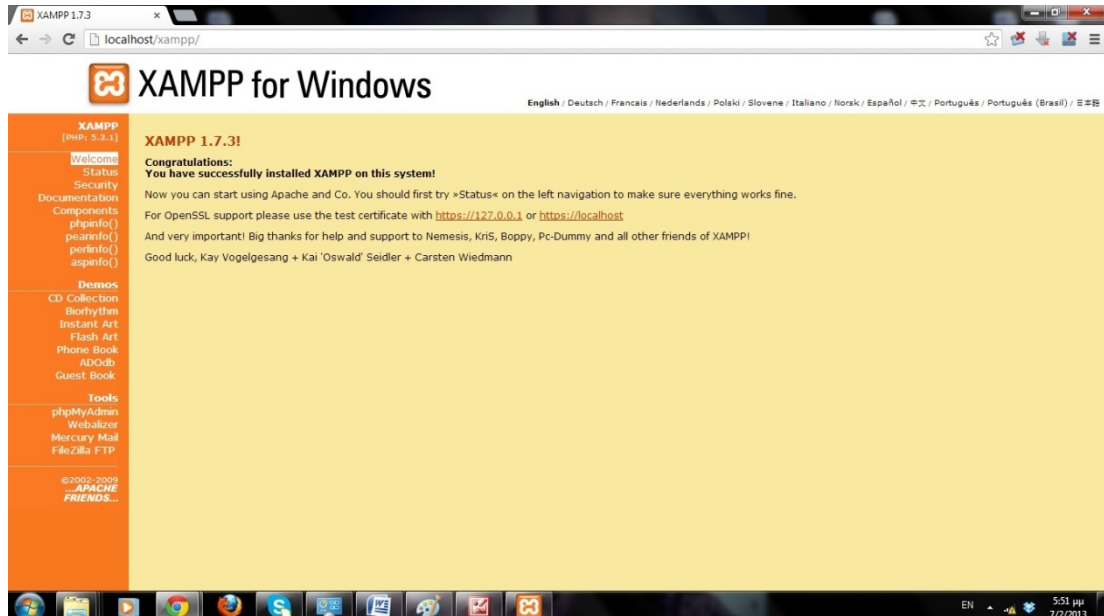 XAMPP 1.7.3
localhost/xampp/
XAMPP for Windows
English / Deutsch / Francais / Nederlands / Polski / Slovene / Italiano / Norsk / Español / 中文 / Português / Português (Brasil) / 日本語
XAMPP
[PHP: 5.3.1]
Welcome
Status
Security
Documentation
Components
phpinfo()
pearinfo()
perlinfo()
aspinfo()
Demos
CD Collection
Biorhythm
Instant Art
Flash Art
Phone Book
ADOdb
Guest Book
Tools
phpMyAdmin
Webalizer
Mercury Mail
FileZilla FTP
©2002-2009
...APACHE
FRIENDS...
XAMPP 1.7.3!
Congratulations:
You have successfully installed XAMPP on this system!
Now you can start using Apache and Co. You should first try »Status« on the left navigation to make sure everything works fine.
For OpenSSL support please use the test certificate with https://127.0.0.1 or https://localhost
And very important! Big thanks for help and support to Nemesis, KriS, Boppy, Pc-Dummy and all other friends of XAMPP!
Good luck, Kay Vogelgesang + Kai 'Oswald' Seidler + Carsten Wiedmann
EN
5:51 μμ
7/2/2013